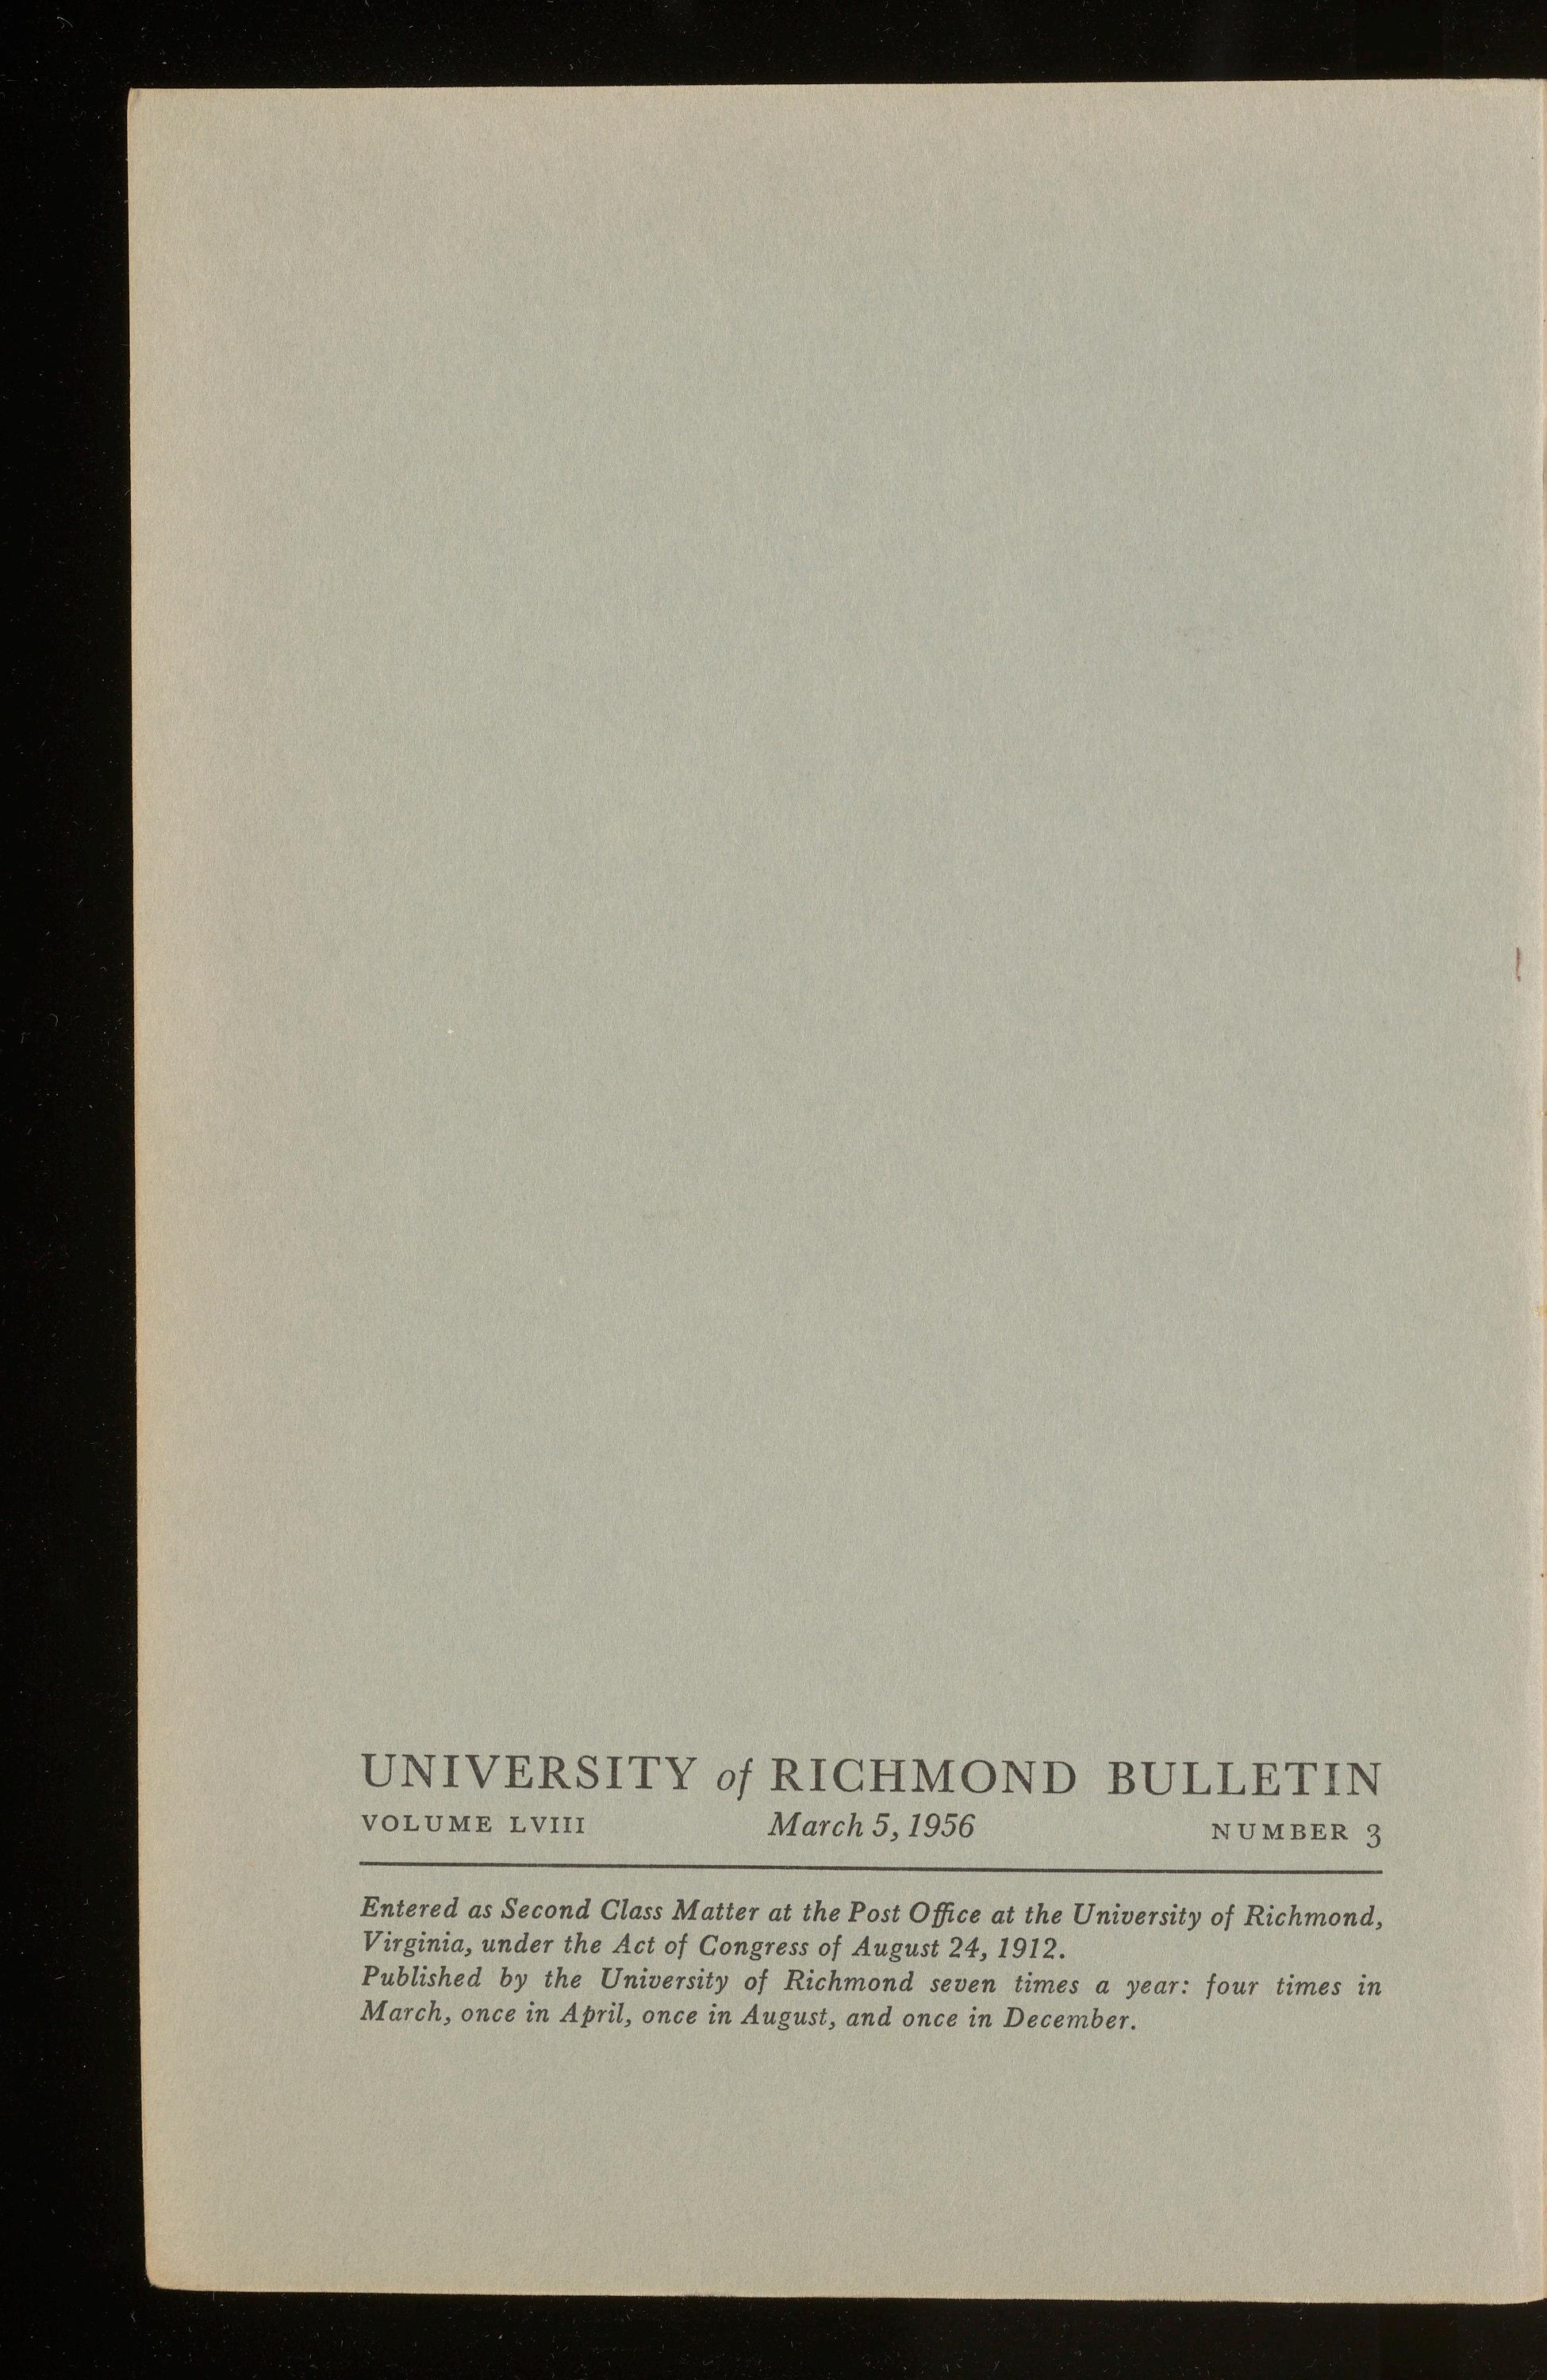 UNIVERSITY of RICHMOND BULLETIN
VOLUME LVIII March 5, 1956 NUMBER 3
Entered as Second Class Matter at the Post Office at the University of Richmond,
Virginia, under the Act of Congress of August 24, 1912.
Published by the University of Richmond seven times a year: four times in
March, once in April, once in August, and once in December.